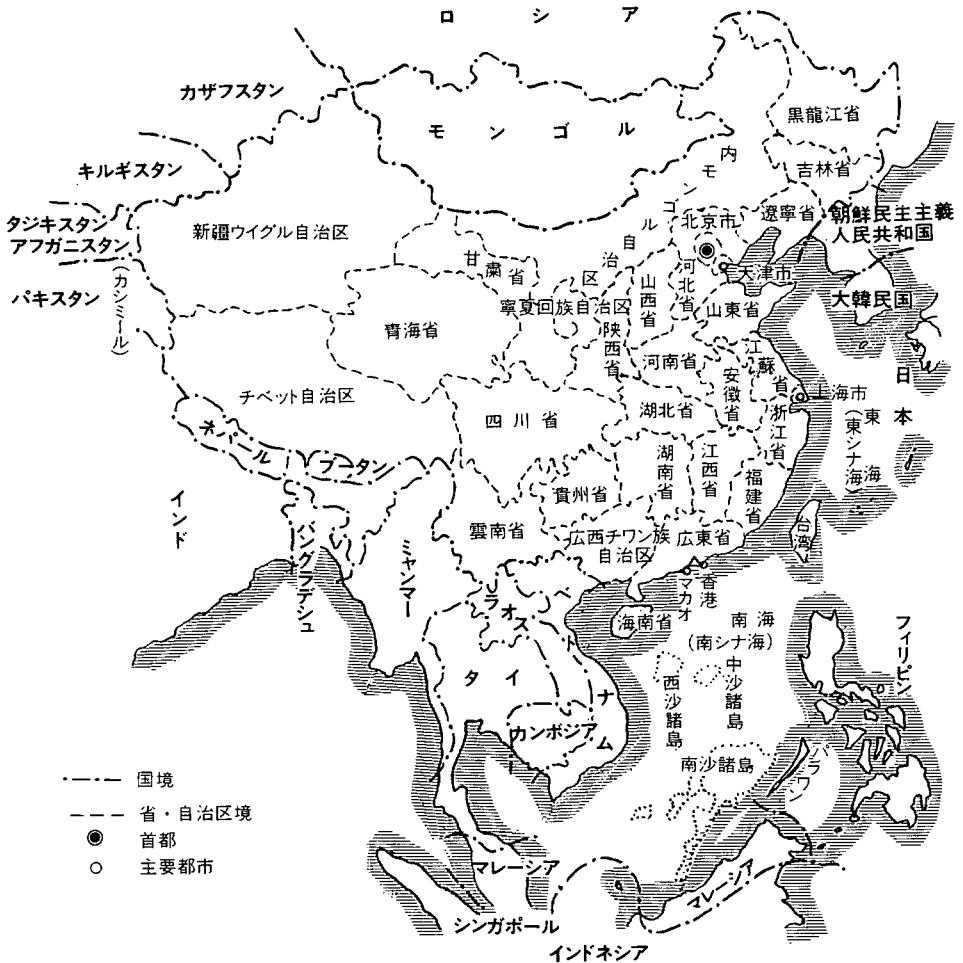 ロシア
カザフスタン
モンゴル
黒龍江省
キルギスタン
内モンゴル自治区
吉林省
タジキスタン
アフガニスタン
新疆ウイグル自治区
北京市
遼寧省
朝鮮民主主義
人民共和国
甘粛省
天津市
パキスタン
(カシミール)
寧夏回族自治区
山西省
河北省
大韓民国
山東省
青海省
陕西省
河南省
江蘇省
安徽省
日本
チベット自治区
四川省
湖北省
上海市
浙江省
東海
(東シナ海)
ネパール
ブータン
湖南省
江西省
福建省
貴州省
インド
バングラデシュ
雲南省
広西チワン族
自治区
広東省
台湾
ミャンマー
マカオ
香港
ラオス
ベトナム
海南省
南海
(南シナ海)
フィリピン
タイ
西沙諸島
中沙諸島
カンボジア
南沙諸島
パラワン
国境
省・自治区境
首都
主要都市
マレーシア
マレーシア
シンガポール
インドネシア